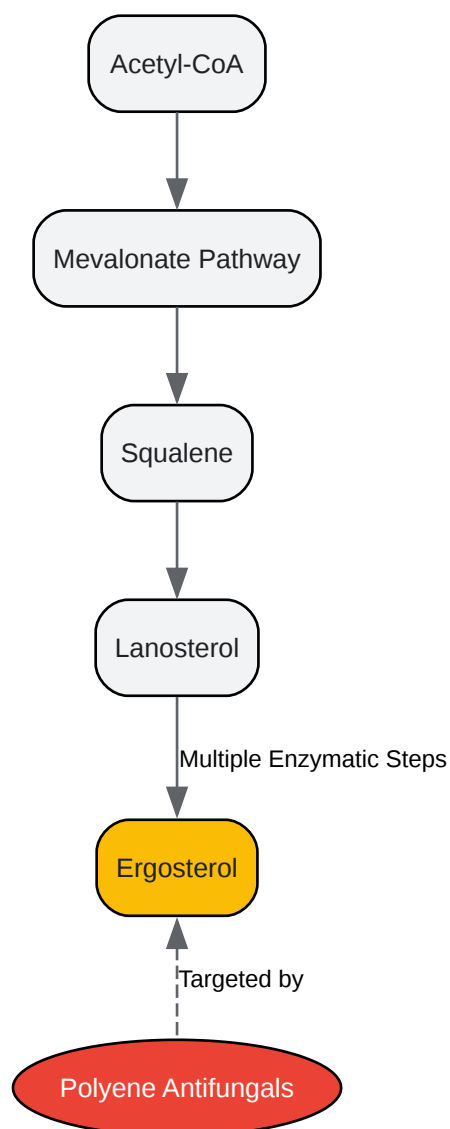 Acetyl-CoA
Mevalonate Pathway
Squalene
Lanosterol
Multiple Enzymatic Steps
Ergosterol
Targeted by
Polyene Antifungals